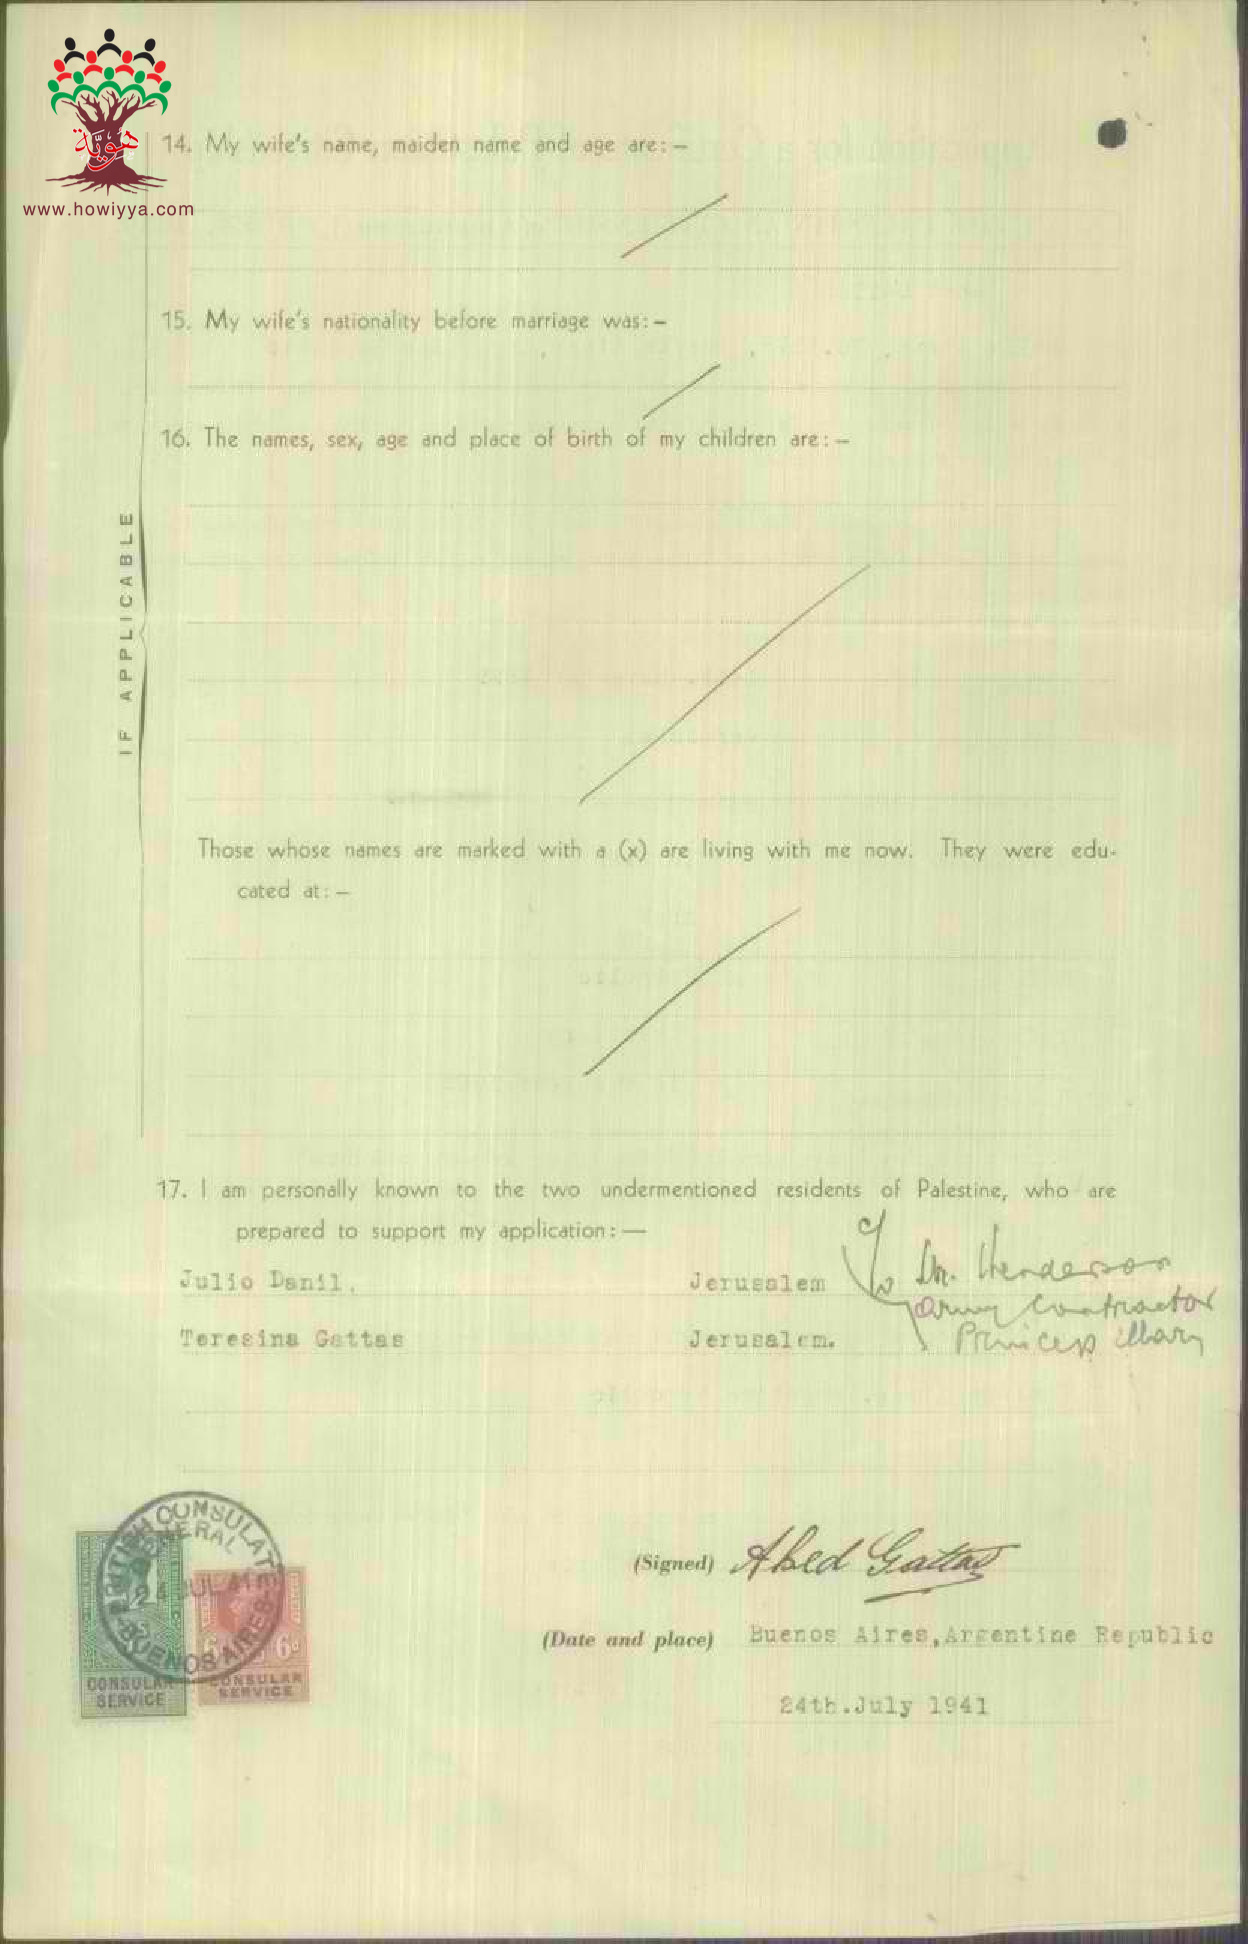 هُوِيَّة
www.howiyya.com
14. My wife's name, maiden name and age are:—
15. My wife's nationality before marriage was:—
16. The names, sex, age and place of birth of my children are:—
IF APPLICABLE
Those whose names are marked with a (x) are living with me now. They were edu-
cated at:—
17. I am personally known to the two undermentioned residents of Palestine, who are
prepared to support my application:—
Julio Danil, Jerusalem
c/o Mr. Henderson
Army Contractor
Teresina Gattas Jerusalem.
Princess Mary
BRITISH CONSULATE
GENERAL
24 JUL 41
BUENOS AIRES
6d
CONSULAR
SERVICE
CONSULAR
SERVICE
(Signed) Abed Gattas
(Date and place) Buenos Aires, Argentine Republic
24th.July 1941